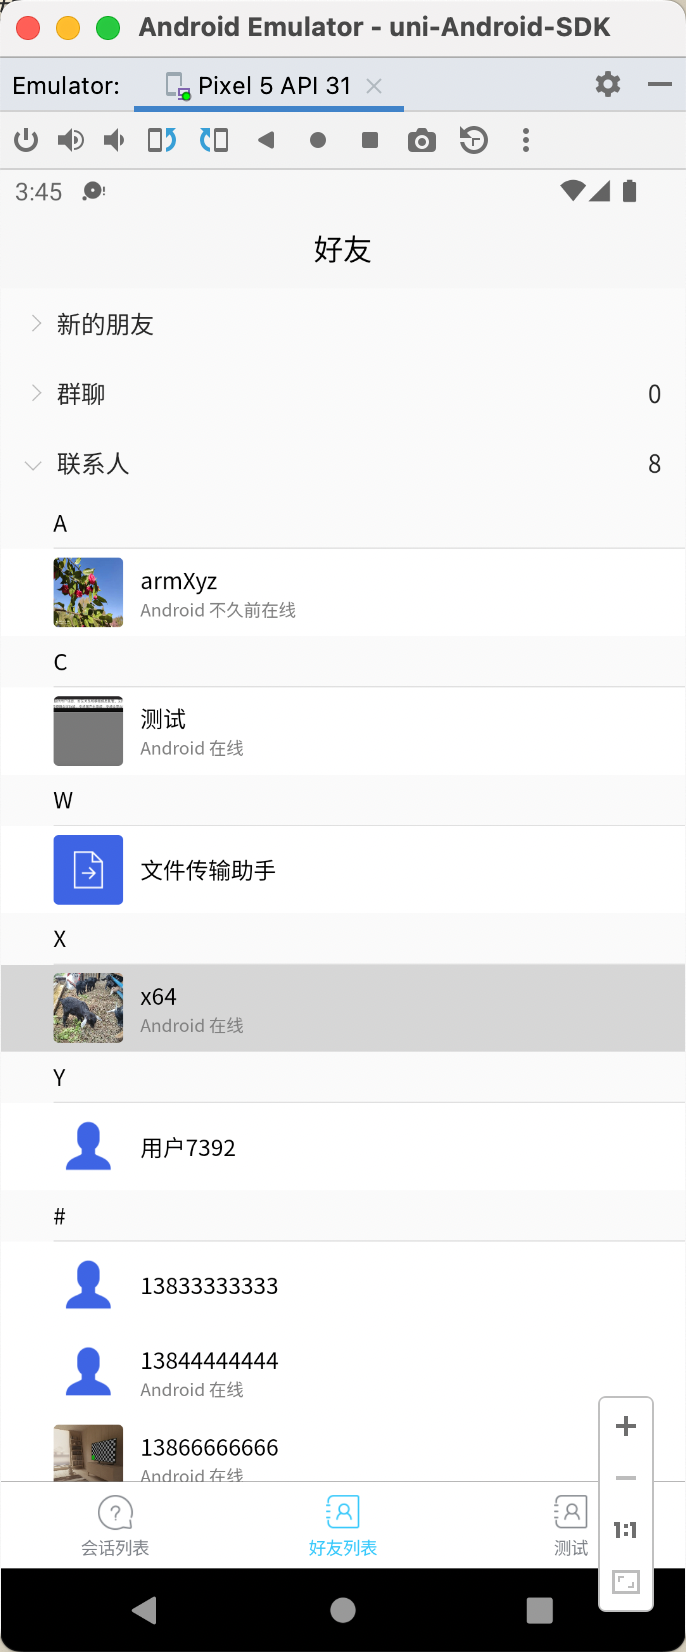 Android Emulator - uni-Android-SDK
Emulator: Pixel 5 API 31
3:45
好友
新的朋友
群聊 0
联系人 8
A
armXyz
Android 不久前在线
C
测试
Android 在线
W
文件传输助手
X
x64
Android 在线
Y
用户7392
#
13833333333
13844444444
Android 在线
13866666666
Android 在线
1:1
会话列表 好友列表 测试